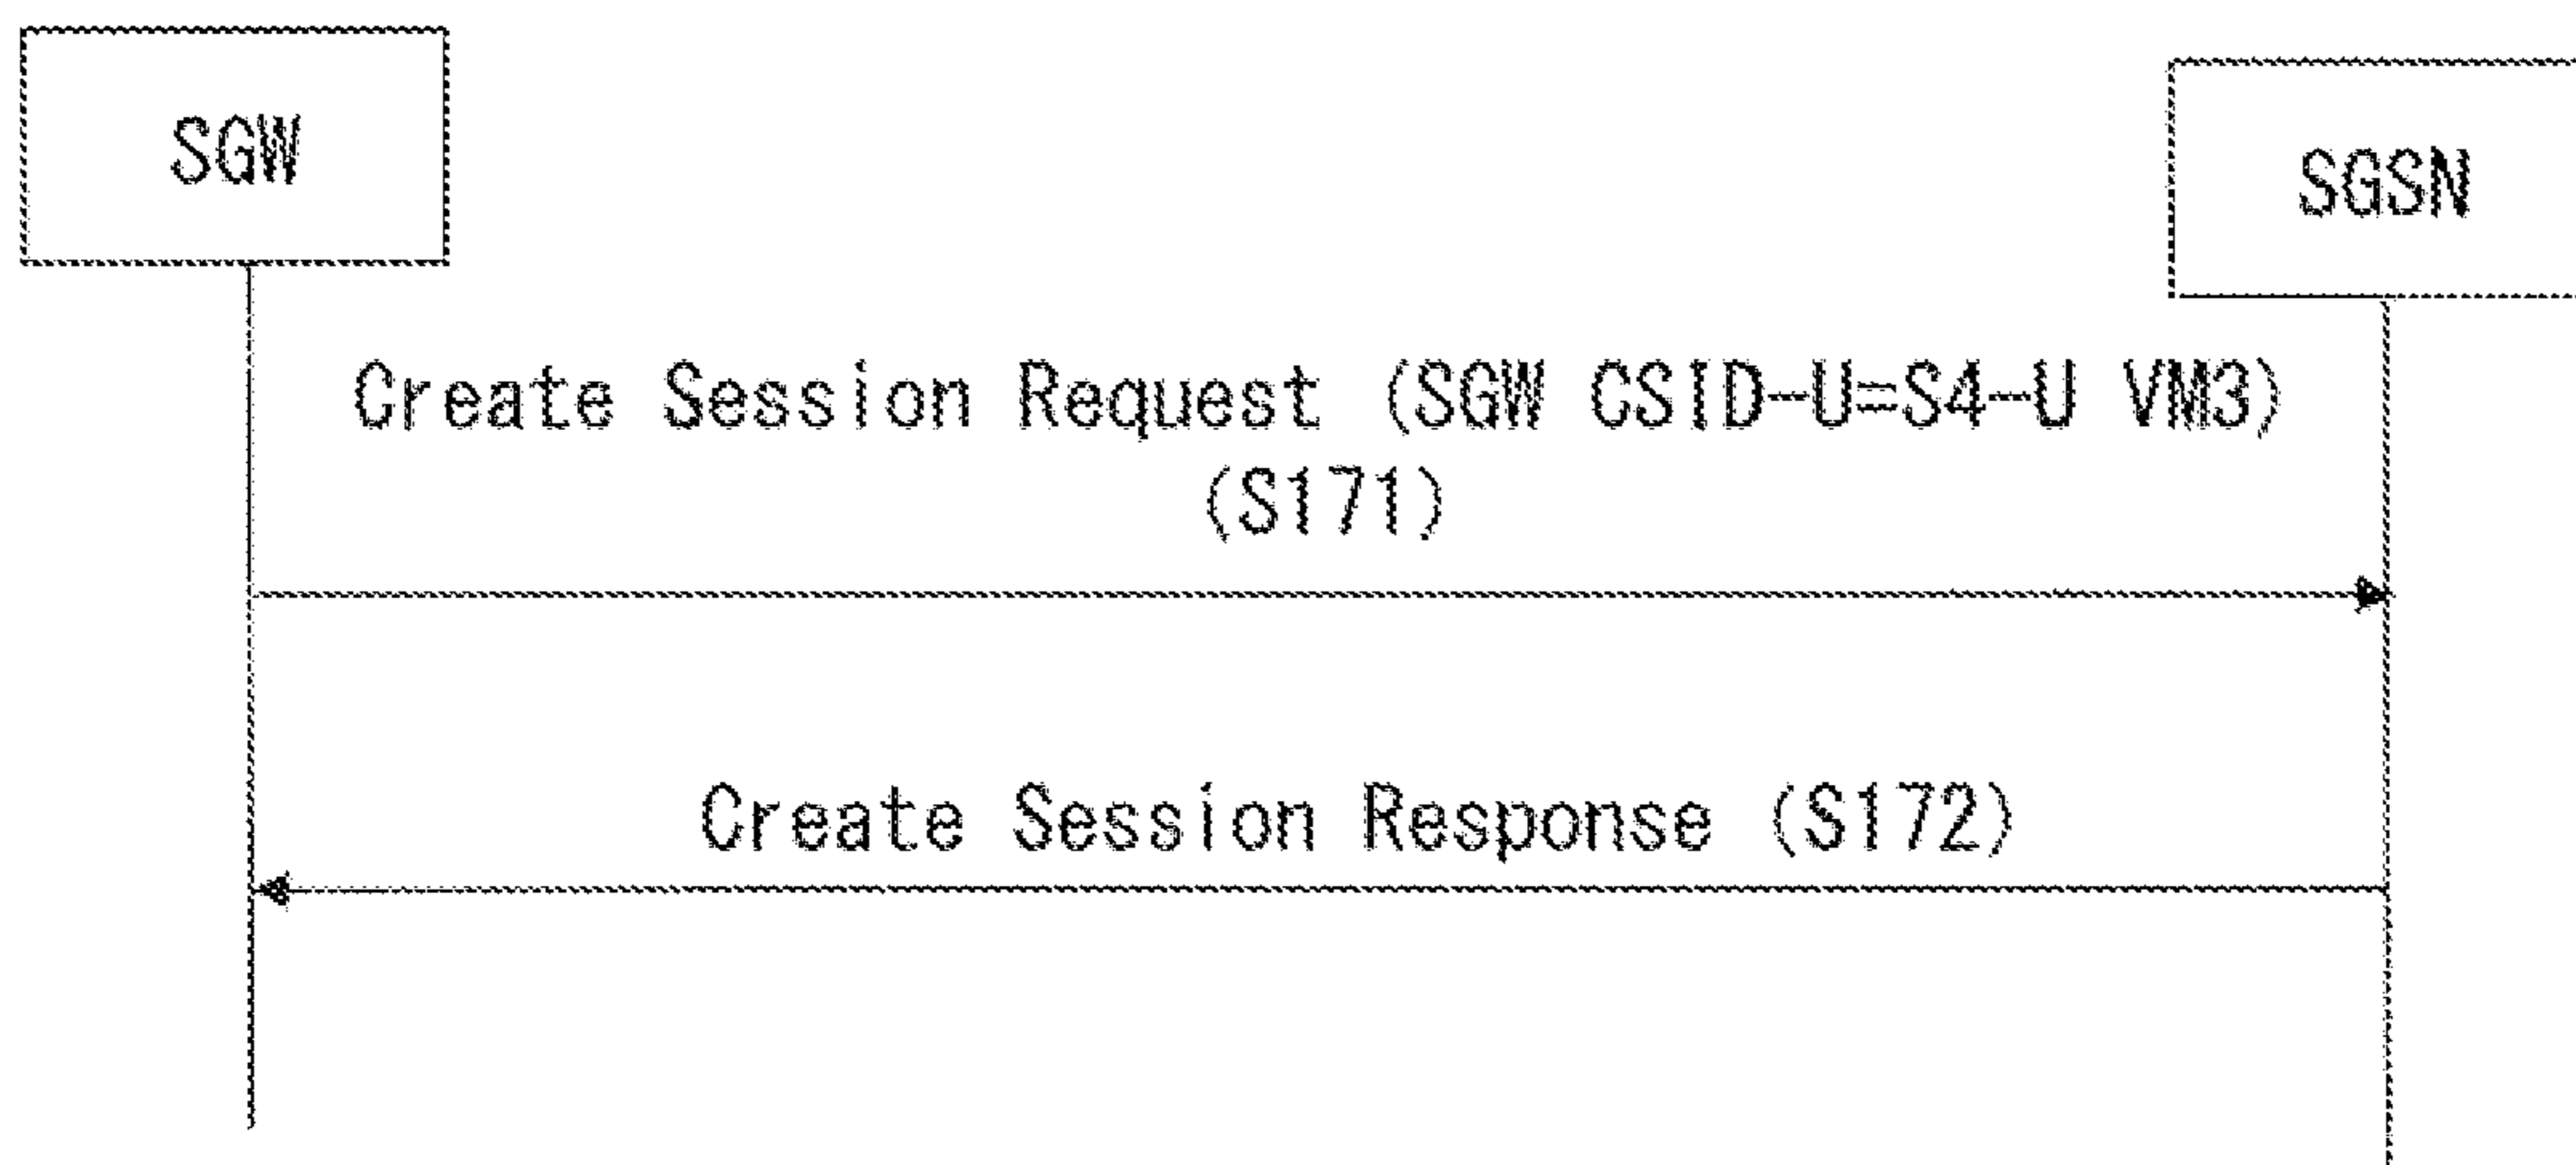 SGW
SGSN
Create Session Request (SGW CSID-U=S4-U VM3)
(S171)
Create Session Response (S172)